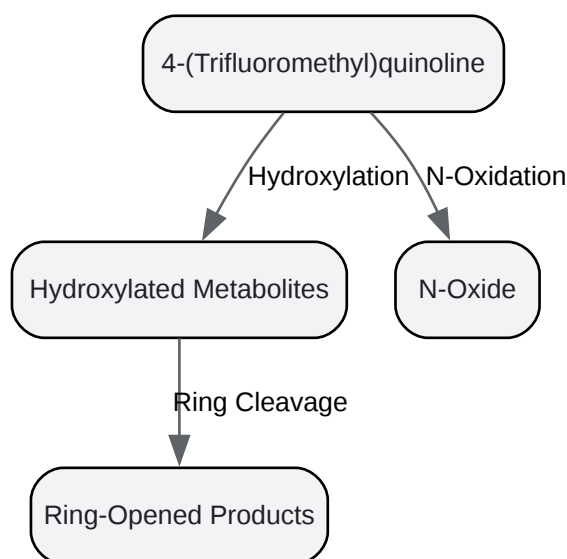 4-(Trifluoromethyl)quinoline
Hydroxylation
N-Oxidation
Hydroxylated Metabolites
N-Oxide
Ring Cleavage
Ring-Opened Products